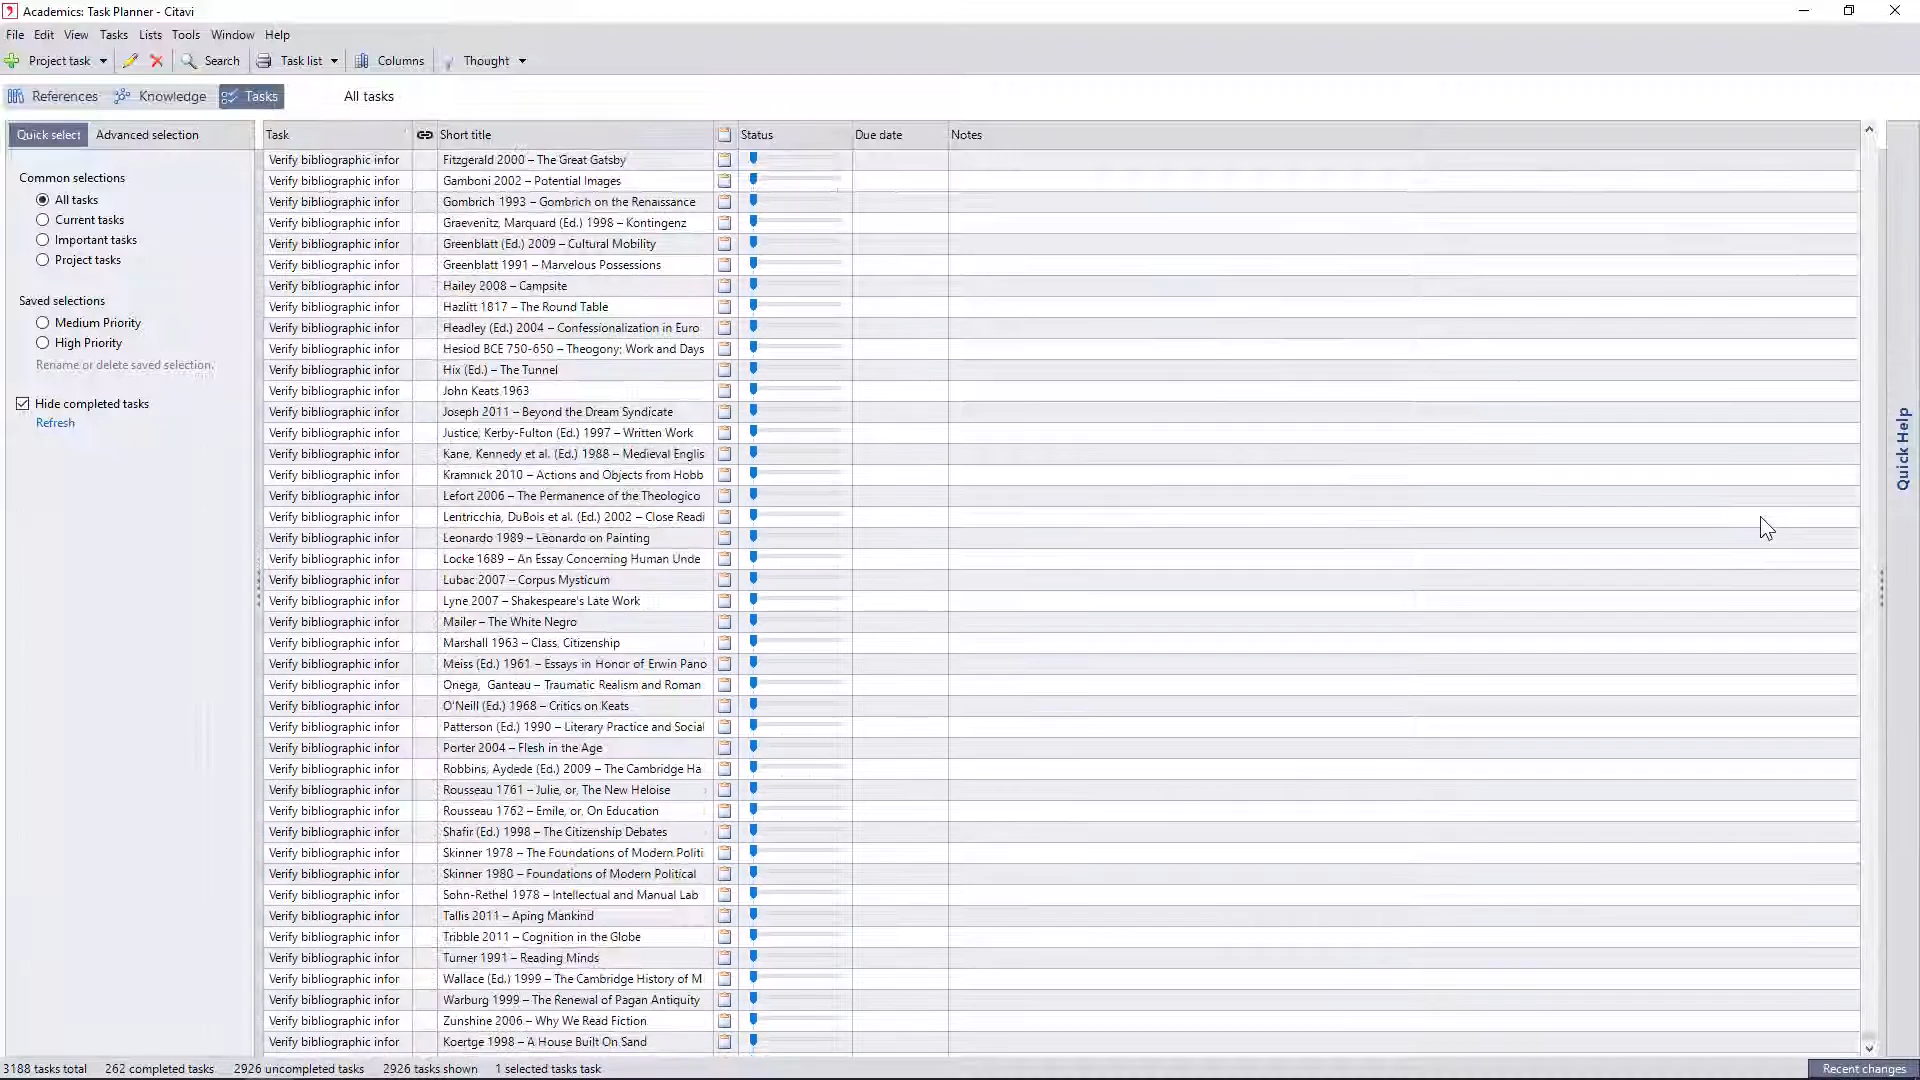 Academics: Task Planner - Citavi
File Edit View Tasks Lists Tools Window Help
Project task Search Task list Columns Thought
References Knowledge Tasks All tasks
Quick select Advanced selection
Common selections
All tasks
Current tasks
Important tasks
Project tasks
Saved selections
Medium Priority
High Priority
Rename or delete saved selection.
Hide completed tasks
Refresh
Task Short title Status Due date Notes
Verify bibliographic infor Fitzgerald 2000 – The Great Gatsby
Verify bibliographic infor Gamboni 2002 – Potential Images
Verify bibliographic infor Gombrich 1993 – Gombrich on the Renaissance
Verify bibliographic infor Graevenitz, Marquard (Ed.) 1998 – Kontingenz
Verify bibliographic infor Greenblatt (Ed.) 2009 – Cultural Mobility
Verify bibliographic infor Greenblatt 1991 – Marvelous Possessions
Verify bibliographic infor Hailey 2008 – Campsite
Verify bibliographic infor Hazlitt 1817 – The Round Table
Verify bibliographic infor Headley (Ed.) 2004 – Confessionalization in Euro
Verify bibliographic infor Hesiod BCE 750-650 – Theogony; Work and Days
Verify bibliographic infor Hix (Ed.) – The Tunnel
Verify bibliographic infor John Keats 1963
Verify bibliographic infor Joseph 2011 – Beyond the Dream Syndicate
Verify bibliographic infor Justice, Kerby-Fulton (Ed.) 1997 – Written Work
Verify bibliographic infor Kane, Kennedy et al. (Ed.) 1988 – Medieval Englis
Verify bibliographic infor Kramnick 2010 – Actions and Objects from Hobb
Verify bibliographic infor Lefort 2006 – The Permanence of the Theologico
Verify bibliographic infor Lentricchia, DuBois et al. (Ed.) 2002 – Close Readi
Verify bibliographic infor Leonardo 1989 – Leonardo on Painting
Verify bibliographic infor Locke 1689 – An Essay Concerning Human Unde
Verify bibliographic infor Lubac 2007 – Corpus Mysticum
Verify bibliographic infor Lyne 2007 – Shakespeare's Late Work
Verify bibliographic infor Mailer – The White Negro
Verify bibliographic infor Marshall 1963 – Class, Citizenship
Verify bibliographic infor Meiss (Ed.) 1961 – Essays in Honor of Erwin Pano
Verify bibliographic infor Onega, Ganteau – Traumatic Realism and Roman
Verify bibliographic infor O'Neill (Ed.) 1968 – Critics on Keats
Verify bibliographic infor Patterson (Ed.) 1990 – Literary Practice and Social
Verify bibliographic infor Porter 2004 – Flesh in the Age
Verify bibliographic infor Robbins, Aydede (Ed.) 2009 – The Cambridge Ha
Verify bibliographic infor Rousseau 1761 – Julie, or, The New Heloise
Verify bibliographic infor Rousseau 1762 – Emile, or, On Education
Verify bibliographic infor Shafir (Ed.) 1998 – The Citizenship Debates
Verify bibliographic infor Skinner 1978 – The Foundations of Modern Politi
Verify bibliographic infor Skinner 1980 – Foundations of Modern Political
Verify bibliographic infor Sohn-Rethel 1978 – Intellectual and Manual Lab
Verify bibliographic infor Tallis 2011 – Aping Mankind
Verify bibliographic infor Tribble 2011 – Cognition in the Globe
Verify bibliographic infor Turner 1991 – Reading Minds
Verify bibliographic infor Wallace (Ed.) 1999 – The Cambridge History of M
Verify bibliographic infor Warburg 1999 – The Renewal of Pagan Antiquity
Verify bibliographic infor Zunshine 2006 – Why We Read Fiction
Verify bibliographic infor Koertge 1998 – A House Built On Sand
Quick Help
3188 tasks total 262 completed tasks 2926 uncompleted tasks 2926 tasks shown 1 selected tasks task Recent changes